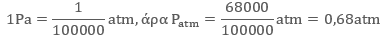 1Pa = 1/100000 atm, άρα P_atm = 68000/100000 atm = 0,68atm